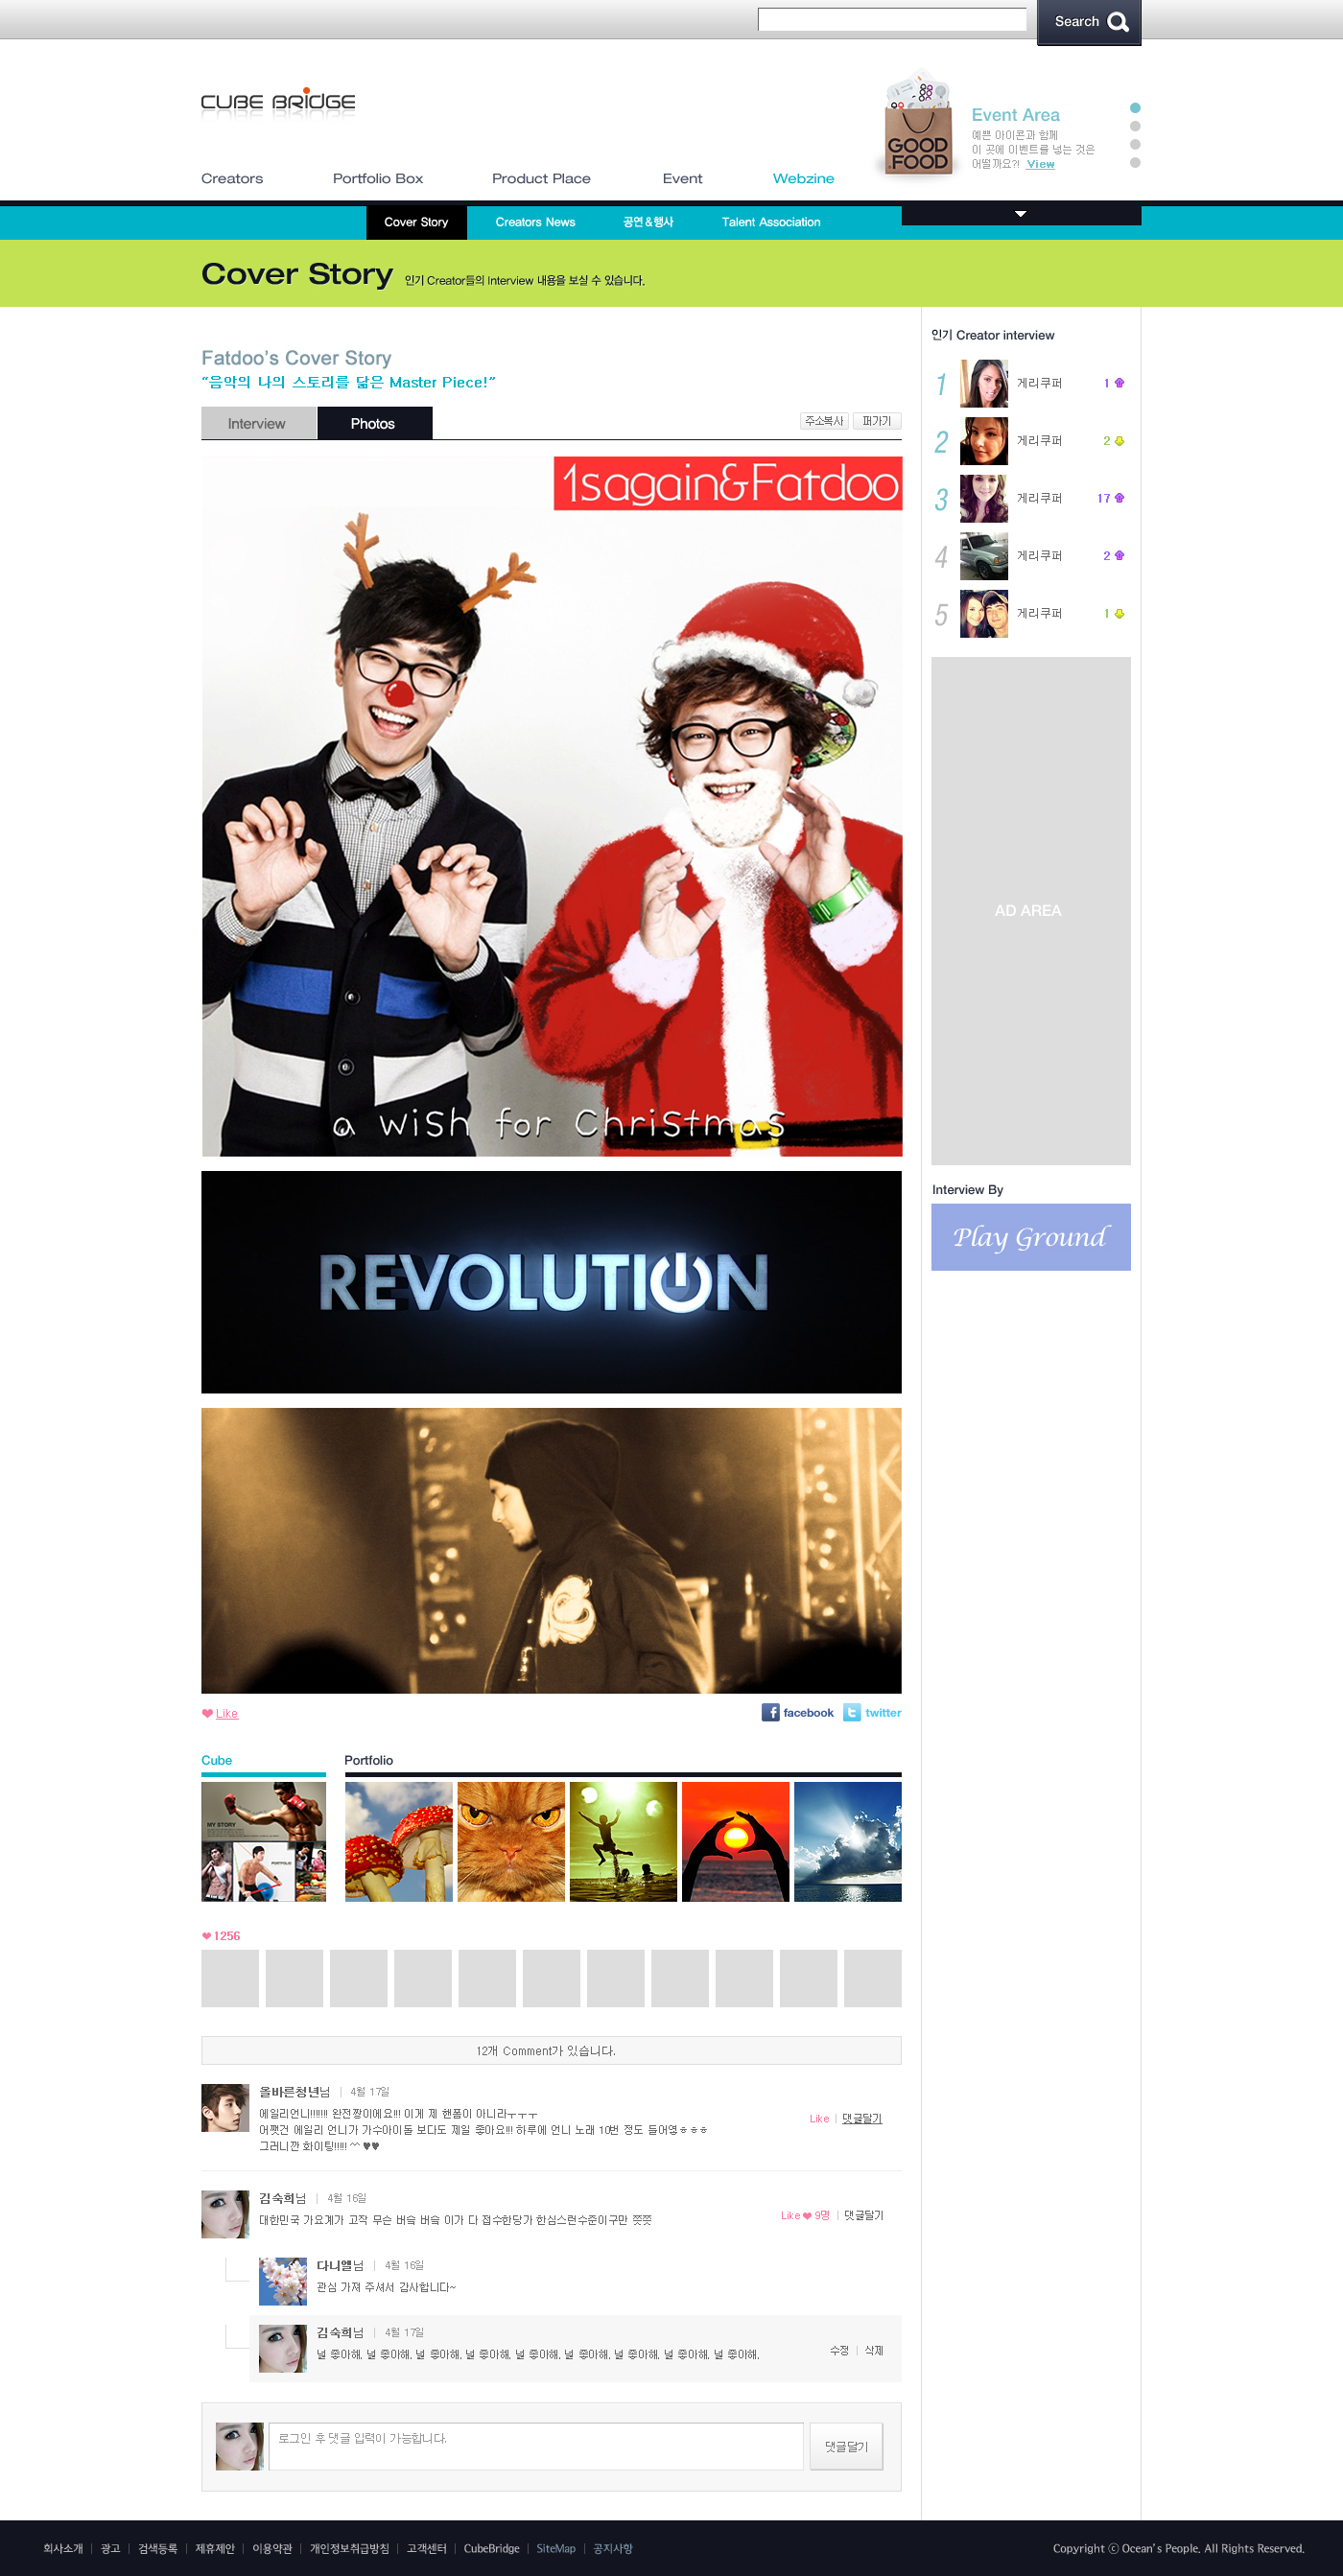 Search
CUBE BRIDGE
GOOD FOOD
Event Area
예쁜 아이콘과 함께
이 곳에 이벤트를 넣는 것은
어떨까요?! View
Creators Portfolio Box Product Place Event Webzine
Cover Story Creators News 공연&행사 Talent Association
Cover Story 인기 Creator들의 Interview 내용을 보실 수 있습니다.
Fatdoo's Cover Story
"음악의 나의 스토리를 닮은 Master Piece!"
Interview Photos 주소복사 퍼가기
1sagain&Fatdoo
a wish for Christmas
REVOLUTION
Like facebook twitter
Cube Portfolio
MY STORY
PORTFOLIO
1256
12개 Comment가 있습니다.
올바른청년님 | 4월 17일
에일리언니!!!!!!!! 완전짱이에요!!! 이게 제 핸폼이 아니라ㅜㅜㅜ
어쨋건 에일리 언니가 가수아이돌 보다도 제일 좋아요!!! 하루에 언니 노래 10번 정도 들어영ㅎㅎㅎ
그러니깐 화이팅!!!!! ^^ ♥♥
Like | 댓글달기
김숙희님 | 4월 16일
대한민국 가요계가 고작 무슨 버슼 버슼 이가 다 접수한당가 한심스런수준이구만 쯧쯧
Like ♥ 9명 | 댓글달기
다니엘님 | 4월 16일
관심 가져 주셔서 감사합니다~
김숙희님 | 4월 17일
널 좋아해. 널 좋아해. 널 좋아해. 널 좋아해. 널 좋아해. 널 좋아해. 널 좋아해. 널 좋아해. 널 좋아해.
수정 | 삭제
로그인 후 댓글 입력이 가능합니다.
댓글달기
인기 Creator interview
1 게리쿠퍼 1
2 게리쿠퍼 2
3 게리쿠퍼 17
4 게리쿠퍼 2
5 게리쿠퍼 1
AD AREA
Interview By
Play Ground
회사소개 | 광고 | 검색등록 | 제휴제안 | 이용약관 | 개인정보취급방침 | 고객센터 | CubeBridge | SiteMap | 공지사항
Copyright ⓒ Ocean's People. All Rights Reserved.